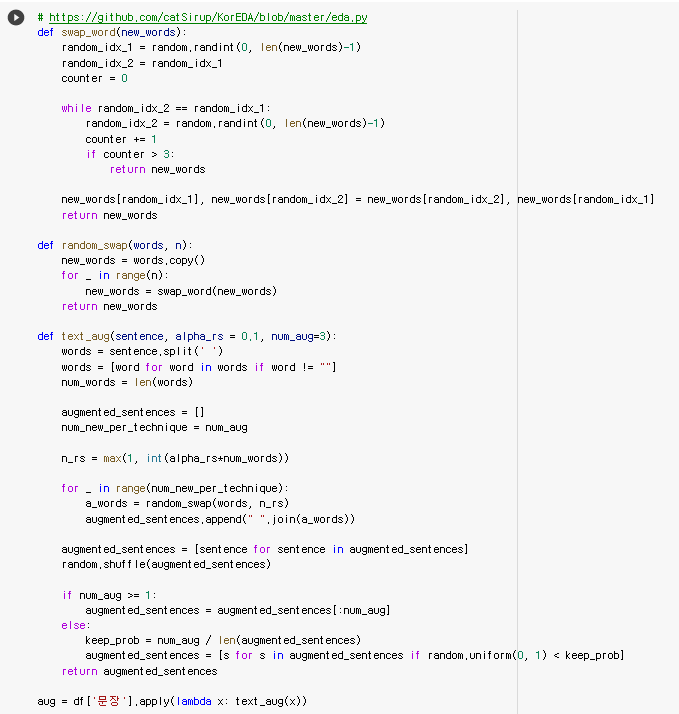 # https://github.com/catSirup/KorEDA/blob/master/eda.py
def swap_word(new_words):
    random_idx_1 = random.randint(0, len(new_words)-1)
    random_idx_2 = random_idx_1
    counter = 0

    while random_idx_2 == random_idx_1:
        random_idx_2 = random.randint(0, len(new_words)-1)
        counter += 1
        if counter > 3:
            return new_words

    new_words[random_idx_1], new_words[random_idx_2] = new_words[random_idx_2], new_words[random_idx_1]
    return new_words

def random_swap(words, n):
    new_words = words.copy()
    for _ in range(n):
        new_words = swap_word(new_words)
    return new_words

def text_aug(sentence, alpha_rs = 0.1, num_aug=3):
    words = sentence.split(' ')
    words = [word for word in words if word != ""]
    num_words = len(words)

    augmented_sentences = []
    num_new_per_technique = num_aug

    n_rs = max(1, int(alpha_rs*num_words))

    for _ in range(num_new_per_technique):
        a_words = random_swap(words, n_rs)
        augmented_sentences.append(" ".join(a_words))

    augmented_sentences = [sentence for sentence in augmented_sentences]
    random.shuffle(augmented_sentences)

    if num_aug >= 1:
        augmented_sentences = augmented_sentences[:num_aug]
    else:
        keep_prob = num_aug / len(augmented_sentences)
        augmented_sentences = [s for s in augmented_sentences if random.uniform(0, 1) < keep_prob]
    return augmented_sentences

aug = df['문장'].apply(lambda x: text_aug(x))